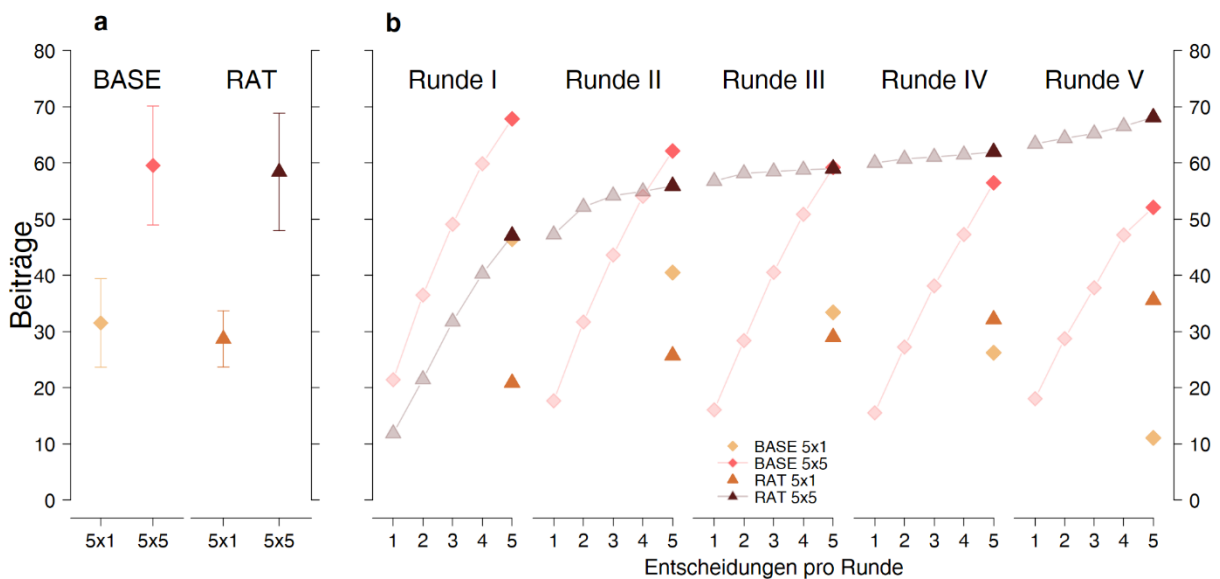 a
b
BASE
RAT
Beiträge
80
70
60
50
40
30
20
10
0
5x1
5x5
5x1
5x5
Runde I
Runde II
Runde III
Runde IV
Runde V
BASE 5x1
BASE 5x5
RAT 5x1
RAT 5x5
80
70
60
50
40
30
20
10
0
1 2 3 4 5
1 2 3 4 5
1 2 3 4 5
1 2 3 4 5
1 2 3 4 5
Entscheidungen pro Runde